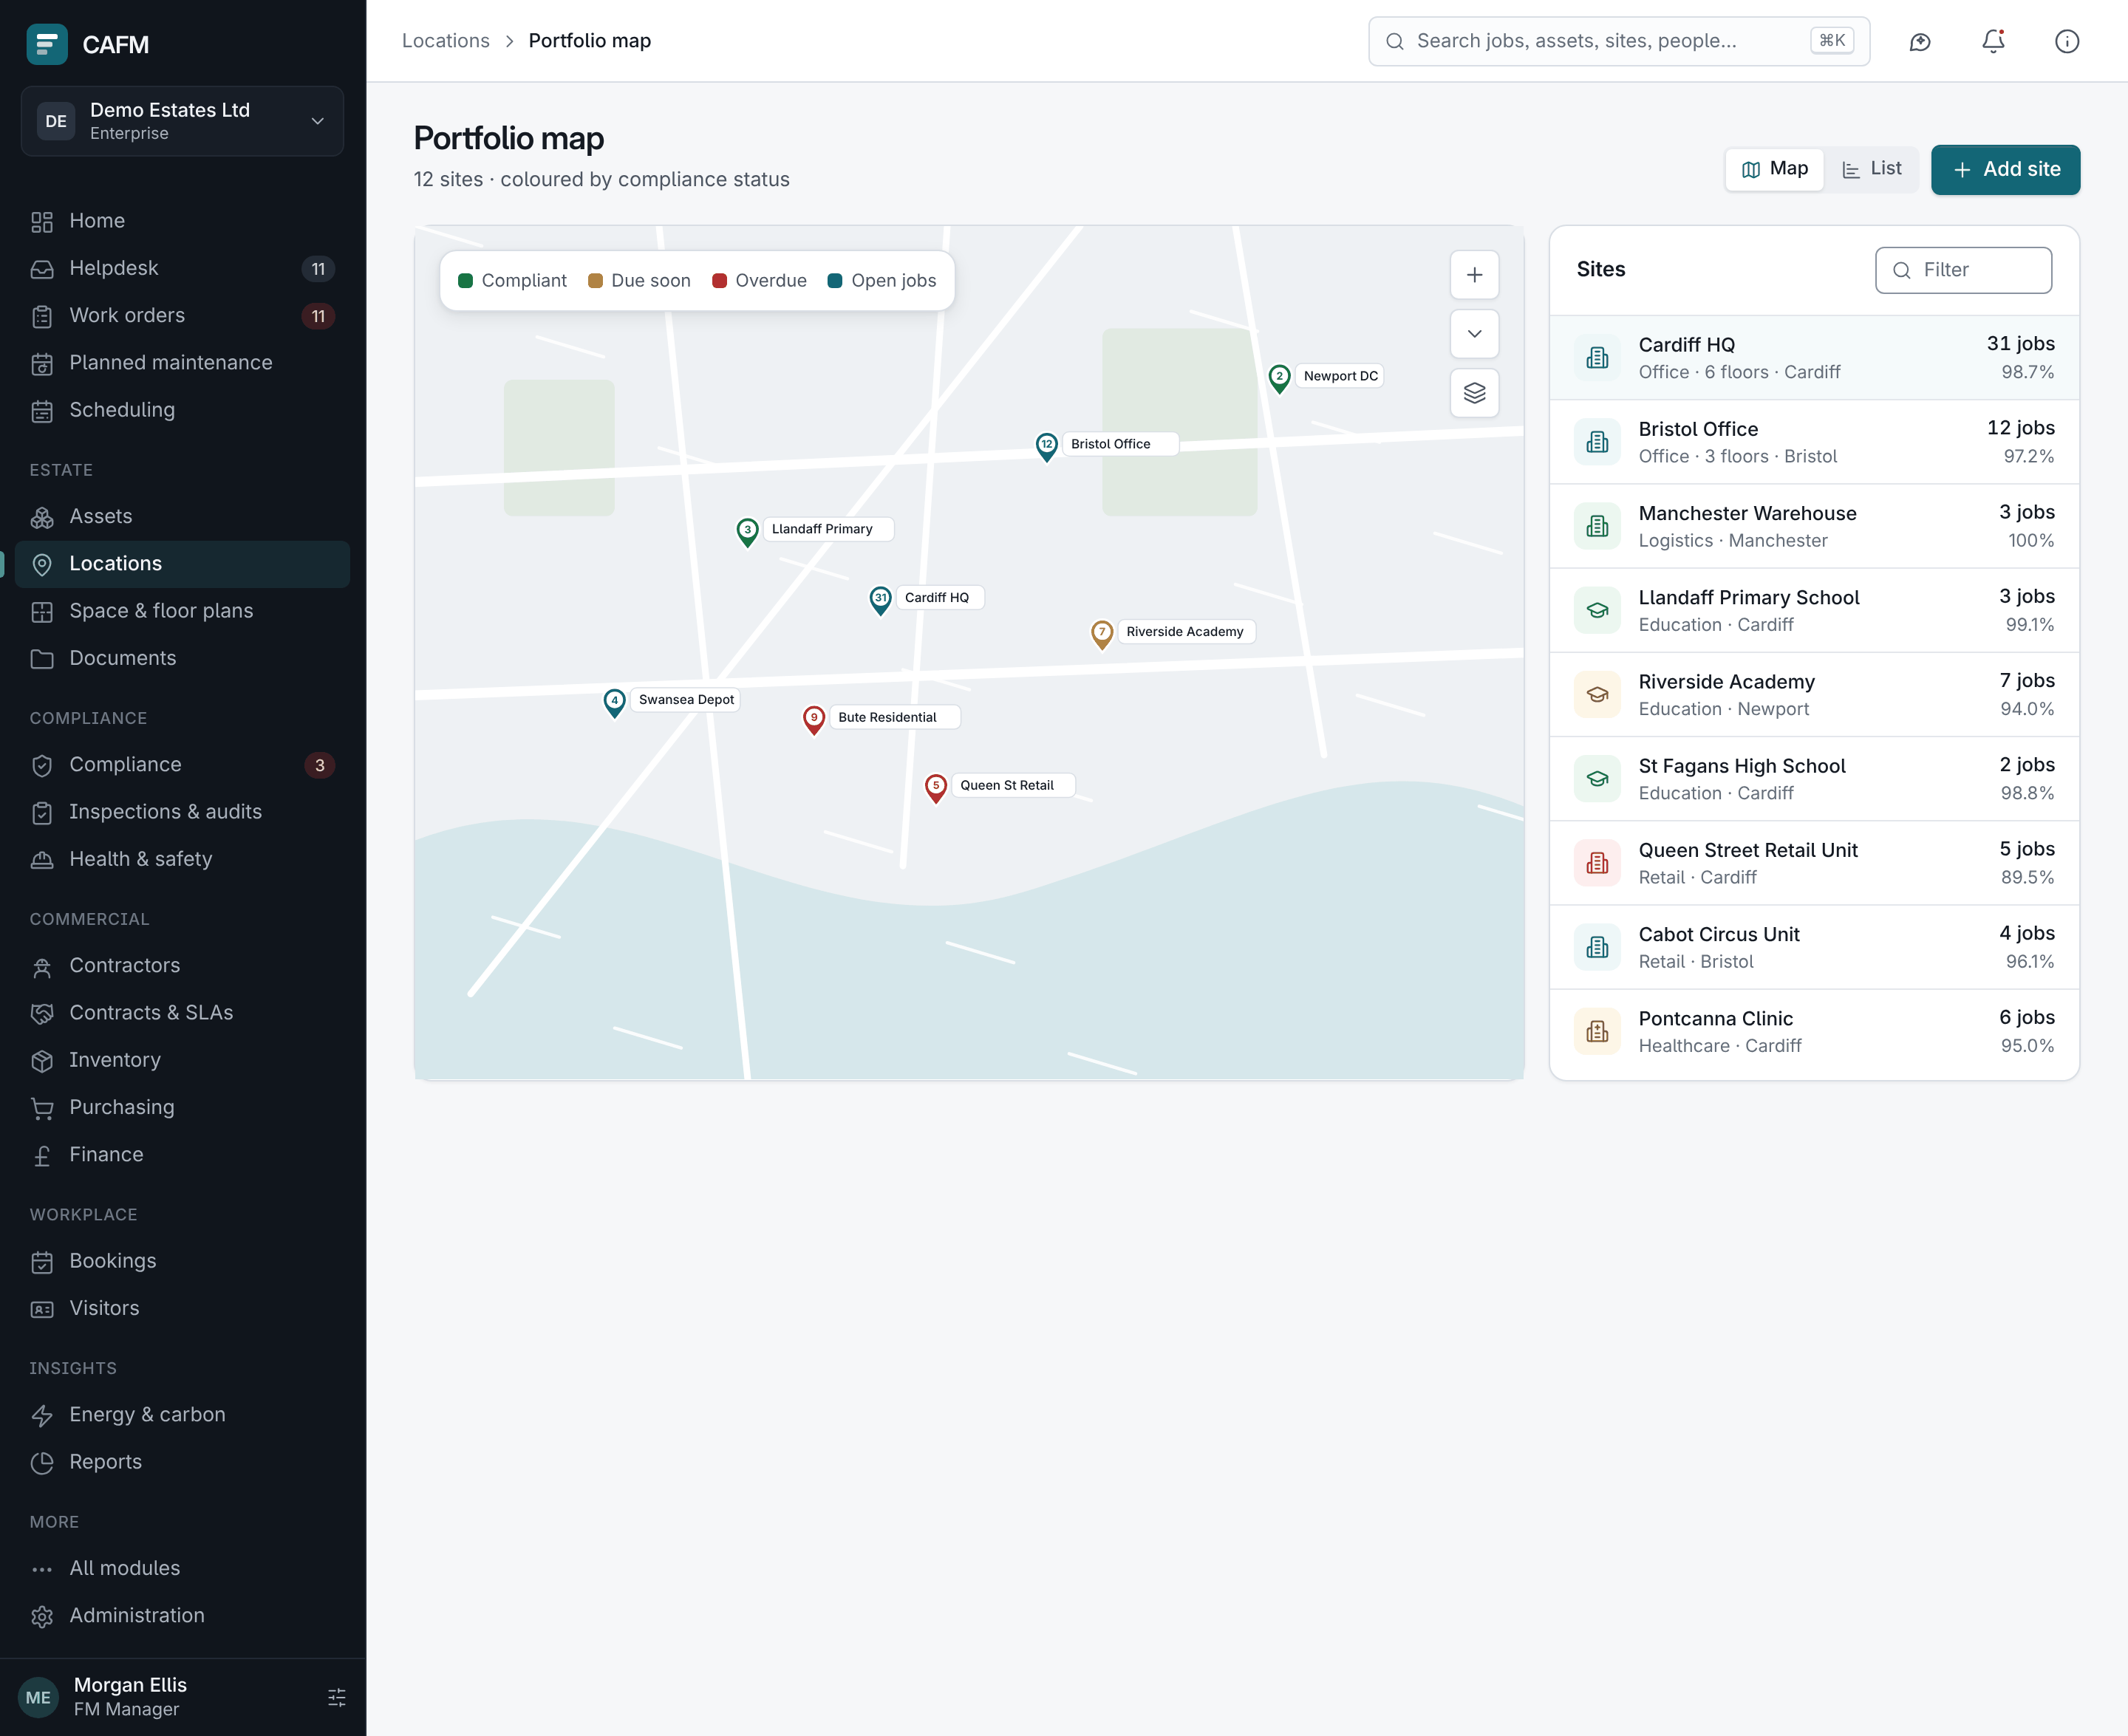 CAFM
DE
Demo Estates Ltd
Enterprise
Home
Helpdesk 11
Work orders 11
Planned maintenance
Scheduling
ESTATE
Assets
Locations
Space & floor plans
Documents
COMPLIANCE
Compliance 3
Inspections & audits
Health & safety
COMMERCIAL
Contractors
Contracts & SLAs
Inventory
Purchasing
Finance
WORKPLACE
Bookings
Visitors
INSIGHTS
Energy & carbon
Reports
MORE
All modules
Administration
ME
Morgan Ellis
FM Manager
Locations > Portfolio map
Search jobs, assets, sites, people... ⌘K
Portfolio map
12 sites · coloured by compliance status
Map List + Add site
Compliant Due soon Overdue Open jobs
2 Newport DC
12 Bristol Office
3 Llandaff Primary
31 Cardiff HQ
7 Riverside Academy
4 Swansea Depot
9 Bute Residential
5 Queen St Retail
Sites Filter
Cardiff HQ 31 jobs
Office · 6 floors · Cardiff 98.7%
Bristol Office 12 jobs
Office · 3 floors · Bristol 97.2%
Manchester Warehouse 3 jobs
Logistics · Manchester 100%
Llandaff Primary School 3 jobs
Education · Cardiff 99.1%
Riverside Academy 7 jobs
Education · Newport 94.0%
St Fagans High School 2 jobs
Education · Cardiff 98.8%
Queen Street Retail Unit 5 jobs
Retail · Cardiff 89.5%
Cabot Circus Unit 4 jobs
Retail · Bristol 96.1%
Pontcanna Clinic 6 jobs
Healthcare · Cardiff 95.0%